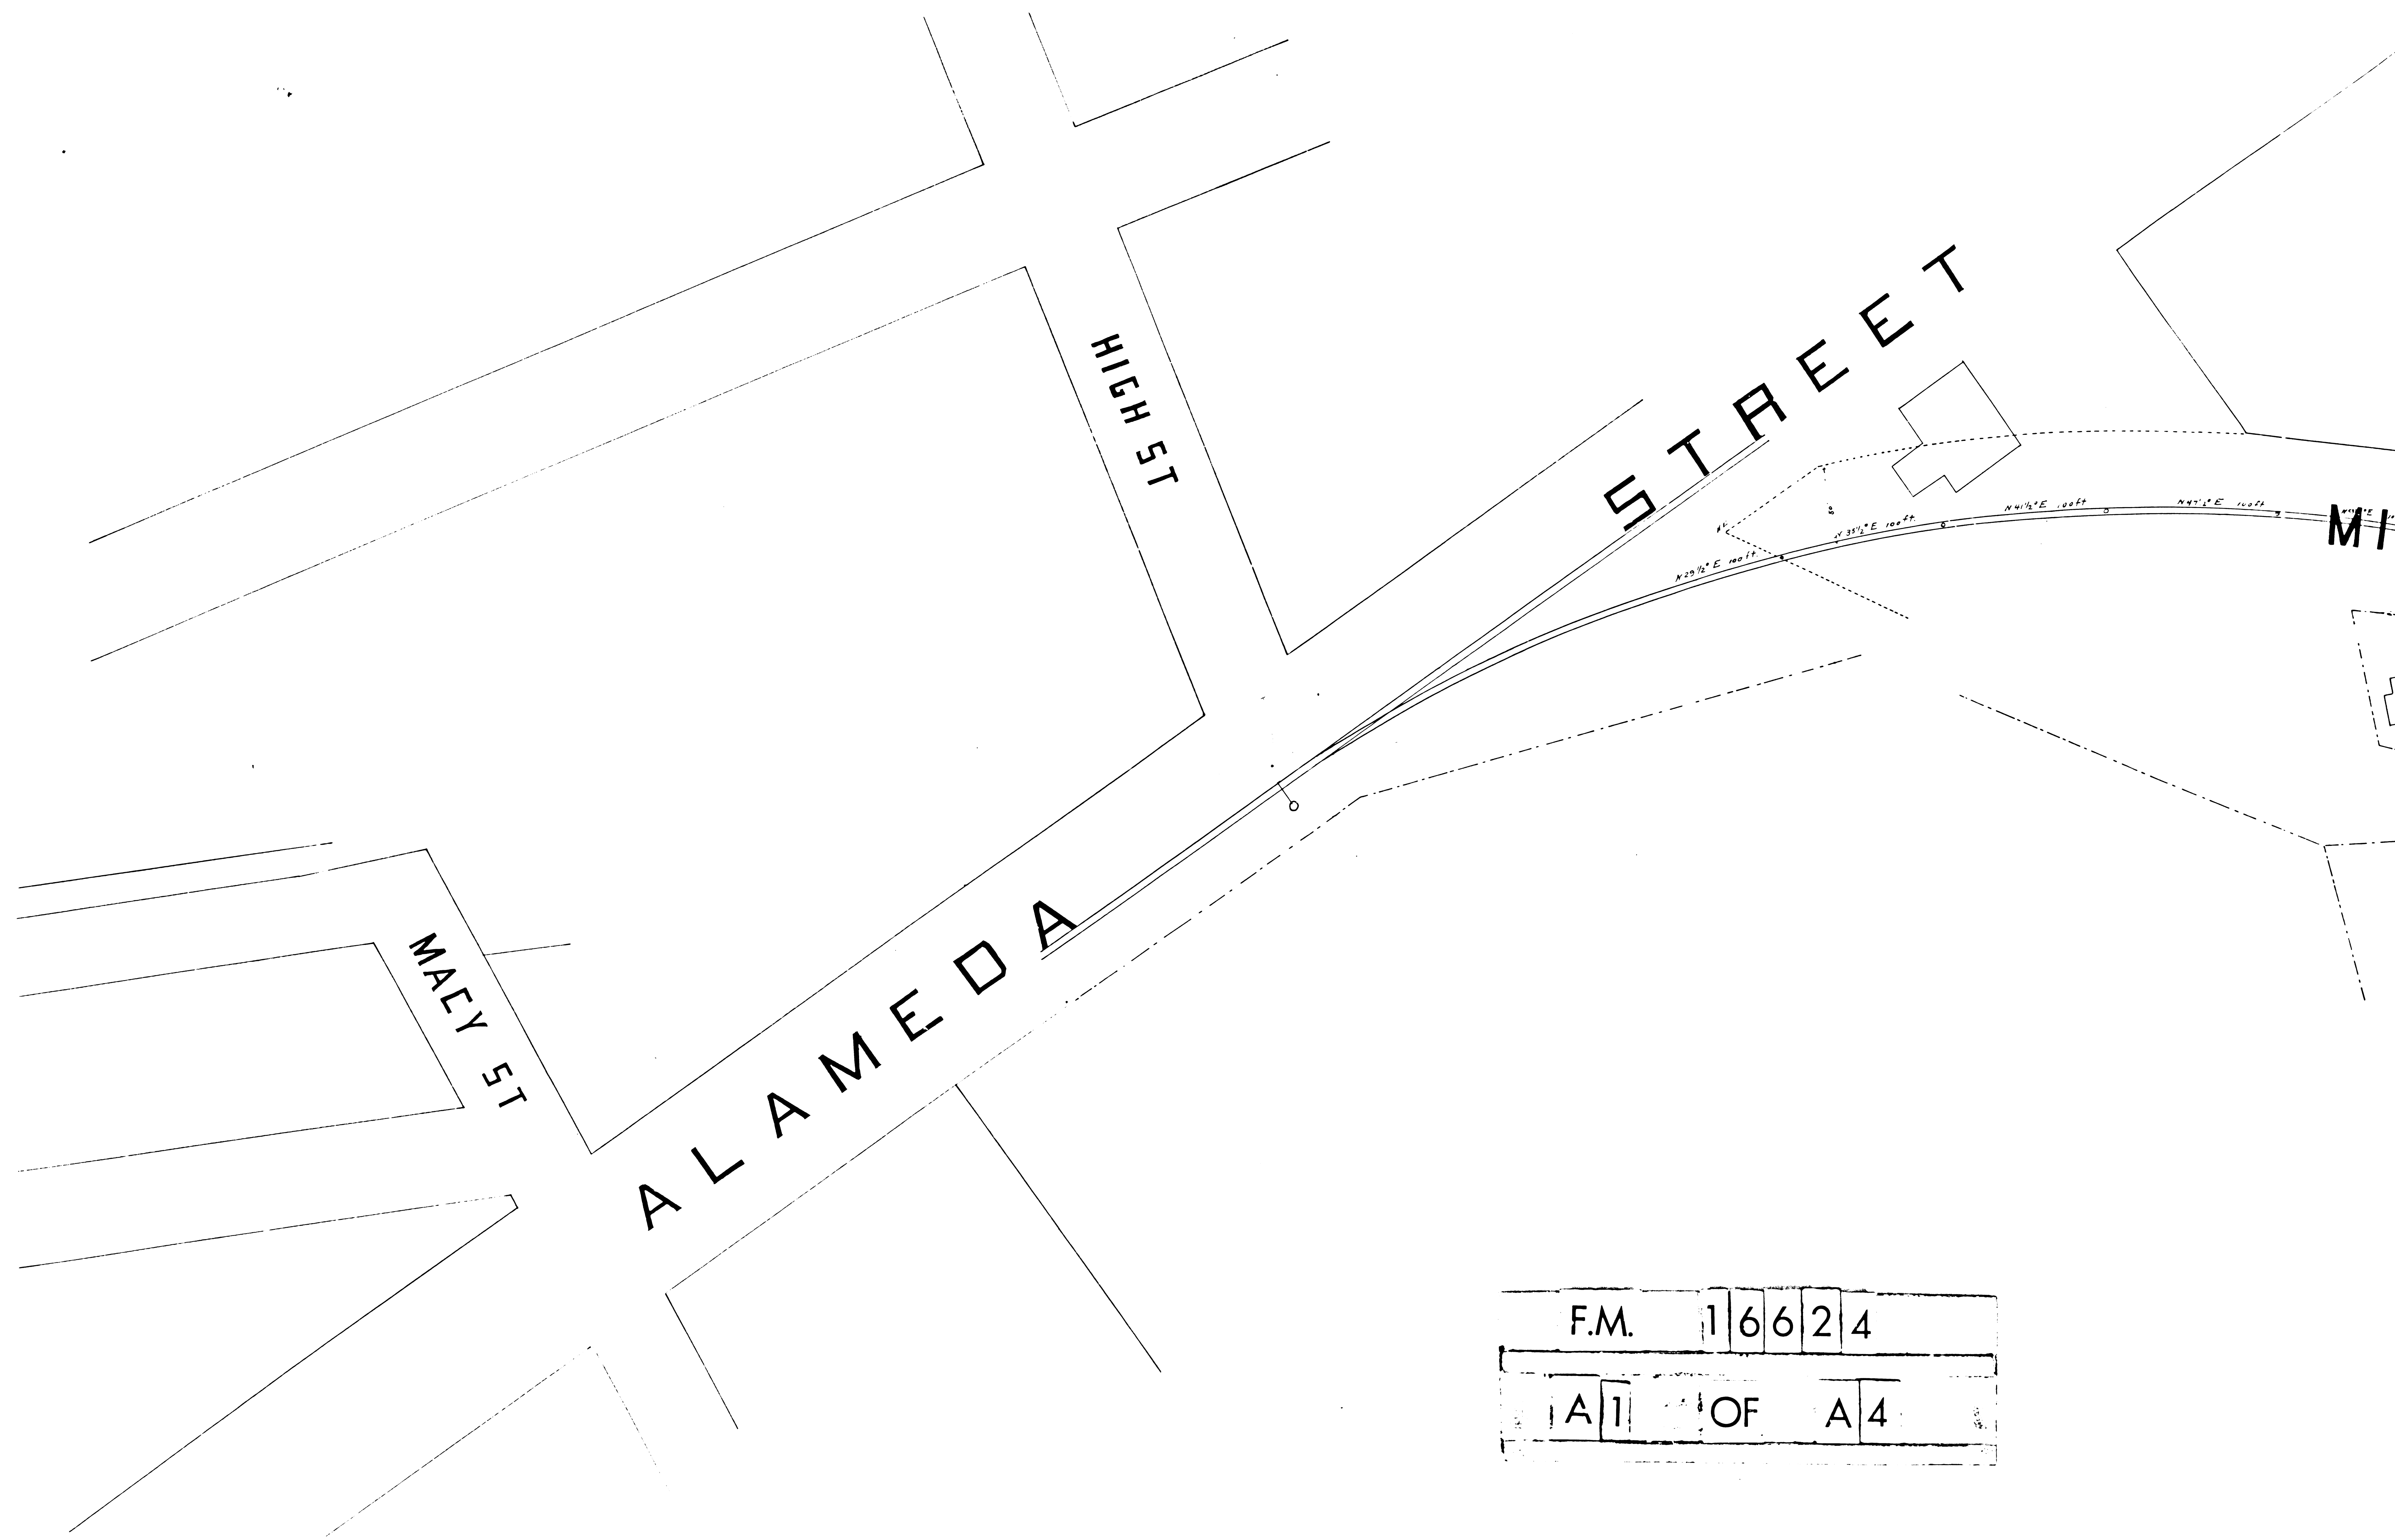 HIGH ST
ALAMEDA STREET
N 29½° E 100 ft.
N 35½° E 100 ft.
N 41½° E 100 ft
N 47½° E 100 ft
MI
MACY ST
F.M. 16624
A1 OF A4